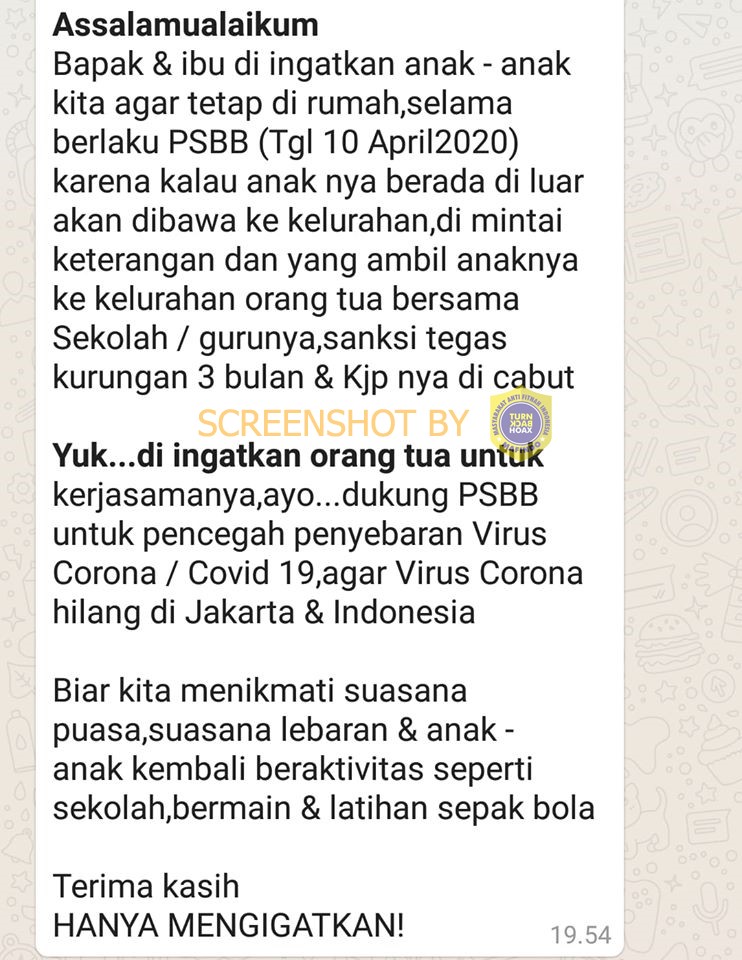 Assalamualaikum
Bapak & ibu di ingatkan anak - anak
kita agar tetap di rumah,selama
berlaku PSBB (Tgl 10 April2020)
karena kalau anak nya berada di luar
akan dibawa ke kelurahan,di mintai
keterangan dan yang ambil anaknya
ke kelurahan orang tua bersama
Sekolah / gurunya,sanksi tegas
kurungan 3 bulan & Kjp nya di cabut
SCREENSHOT BY
MASYARAKAT ANTI FITNAH INDONESIA
TURN
BACK
HOAX
Yuk...di ingatkan orang tua untuk
kerjasamanya,ayo...dukung PSBB
untuk pencegah penyebaran Virus
Corona / Covid 19,agar Virus Corona
hilang di Jakarta & Indonesia
Biar kita menikmati suasana
puasa,suasana lebaran & anak -
anak kembali beraktivitas seperti
sekolah,bermain & latihan sepak bola
Terima kasih
HANYA MENGIGATKAN!
19.54